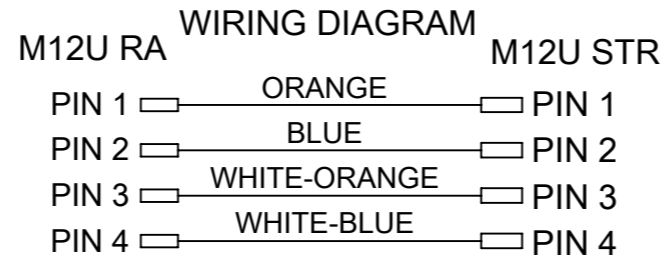 WIRING DIAGRAM
M12U RA M12U STR
PIN 1 ORANGE PIN 1
PIN 2 BLUE PIN 2
PIN 3 WHITE-ORANGE PIN 3
PIN 4 WHITE-BLUE PIN 4